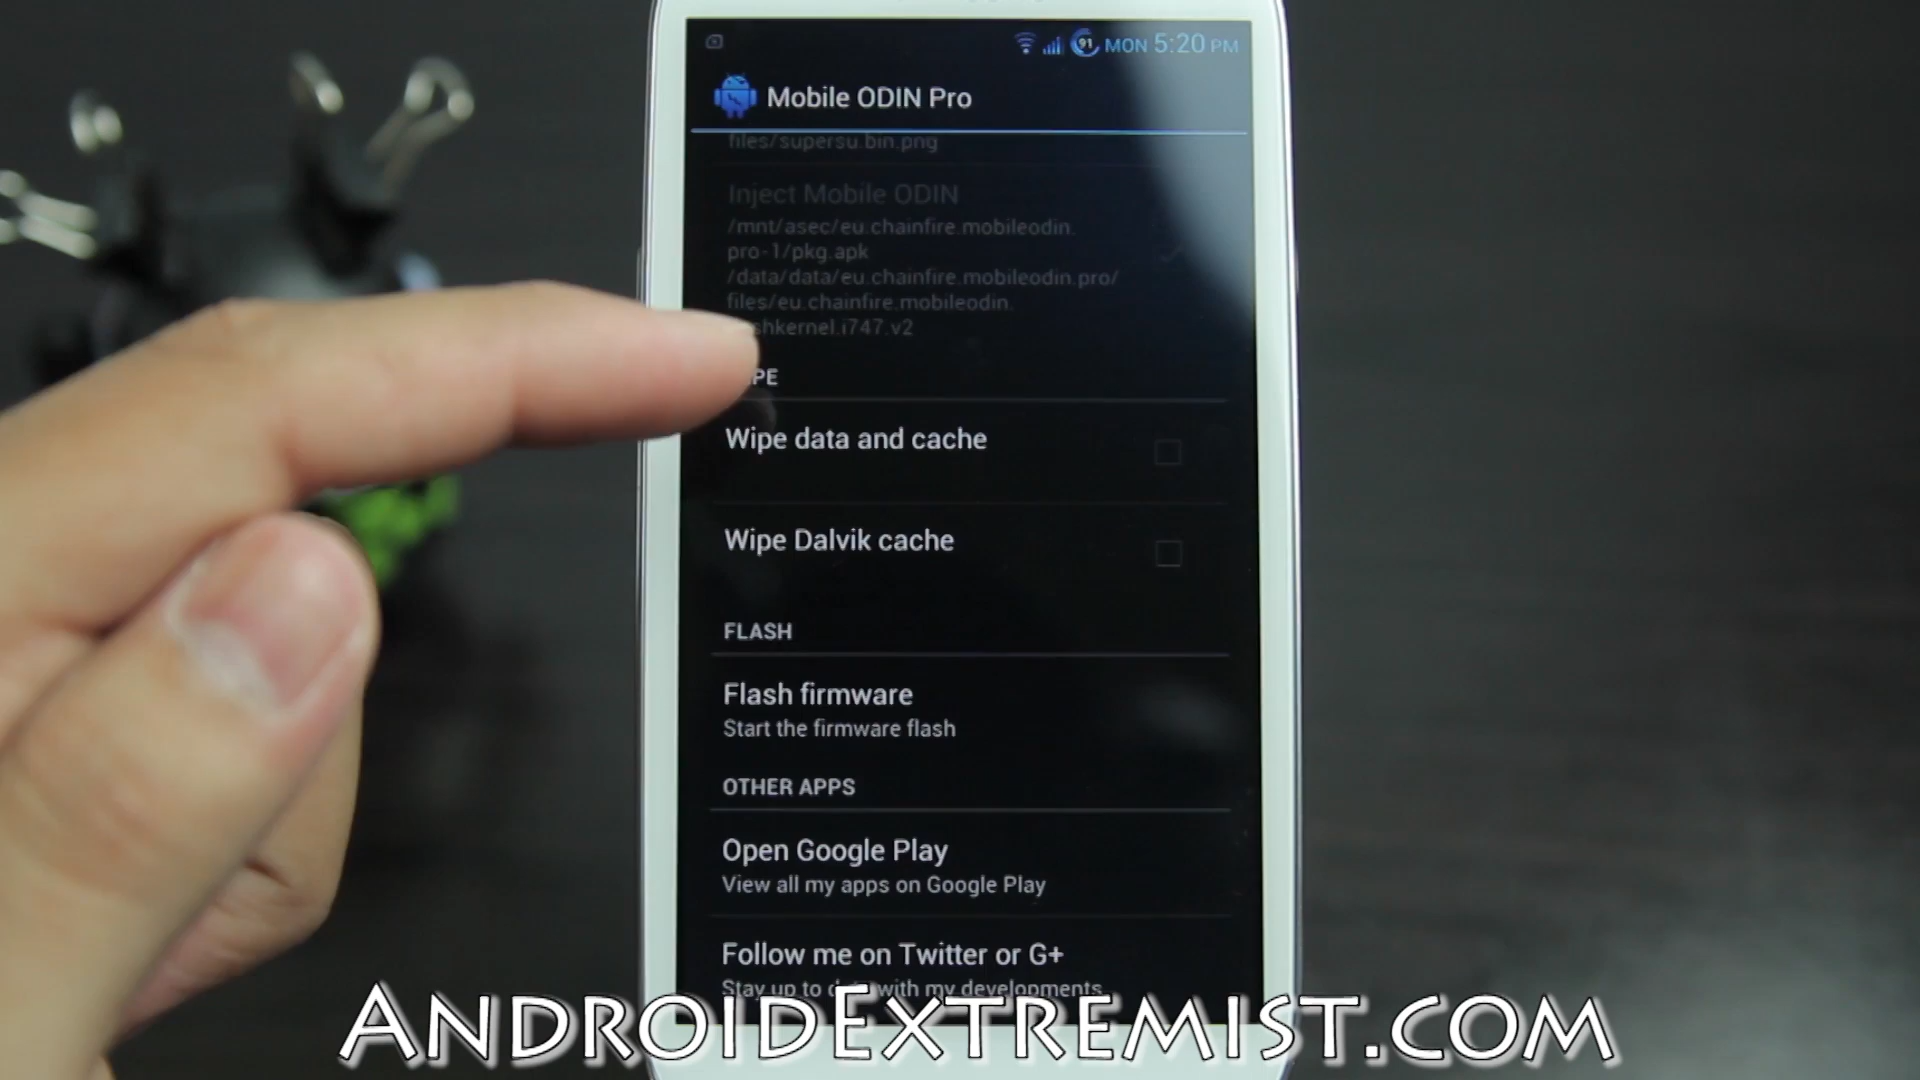 91 MON 5:20 PM
Mobile ODIN Pro
files/supersu.bin.png
Inject Mobile ODIN
/mnt/asec/eu.chainfire.mobileodin.
pro-1/pkg.apk
/data/data/eu.chainfire.mobileodin.pro/
files/eu.chainfire.mobileodin.
shkernel.i747.v2
PE
Wipe data and cache
Wipe Dalvik cache
FLASH
Flash firmware
Start the firmware flash
OTHER APPS
Open Google Play
View all my apps on Google Play
Follow me on Twitter or G+
Stay up to with my developments
AndroidExtremist.com